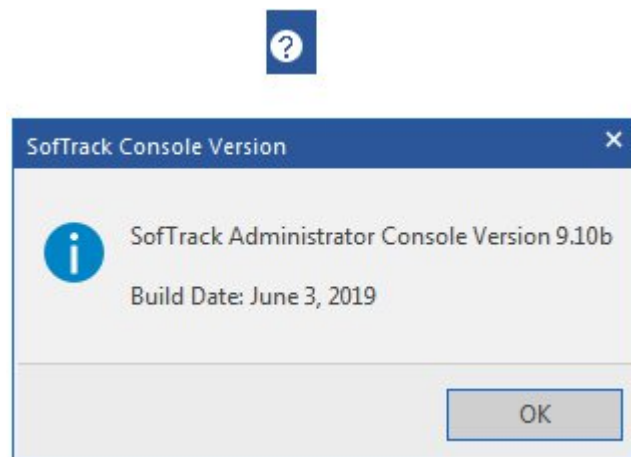 ?
SofTrack Console Version
SofTrack Administrator Console Version 9.10b
Build Date: June 3, 2019
OK